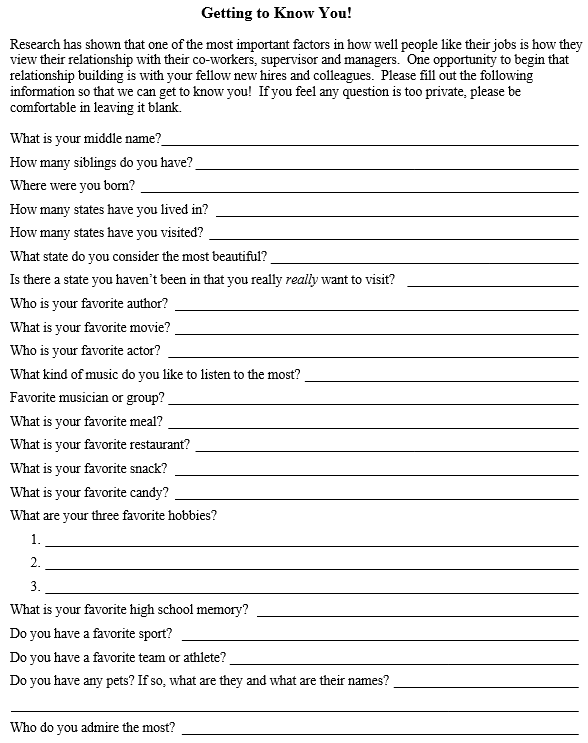 Getting to Know You!
Research has shown that one of the most important factors in how well people like their jobs is how they
view their relationship with their co-workers, supervisor and managers.  One opportunity to begin that
relationship building is with your fellow new hires and colleagues.  Please fill out the following
information so that we can get to know you!  If you feel any question is too private, please be
comfortable in leaving it blank.
What is your middle name?
How many siblings do you have?
Where were you born?
How many states have you lived in?
How many states have you visited?
What state do you consider the most beautiful?
Is there a state you haven't been in that you really really want to visit?
Who is your favorite author?
What is your favorite movie?
Who is your favorite actor?
What kind of music do you like to listen to the most?
Favorite musician or group?
What is your favorite meal?
What is your favorite restaurant?
What is your favorite snack?
What is your favorite candy?
What are your three favorite hobbies?
1.
2.
3.
What is your favorite high school memory?
Do you have a favorite sport?
Do you have a favorite team or athlete?
Do you have any pets? If so, what are they and what are their names?
Who do you admire the most?